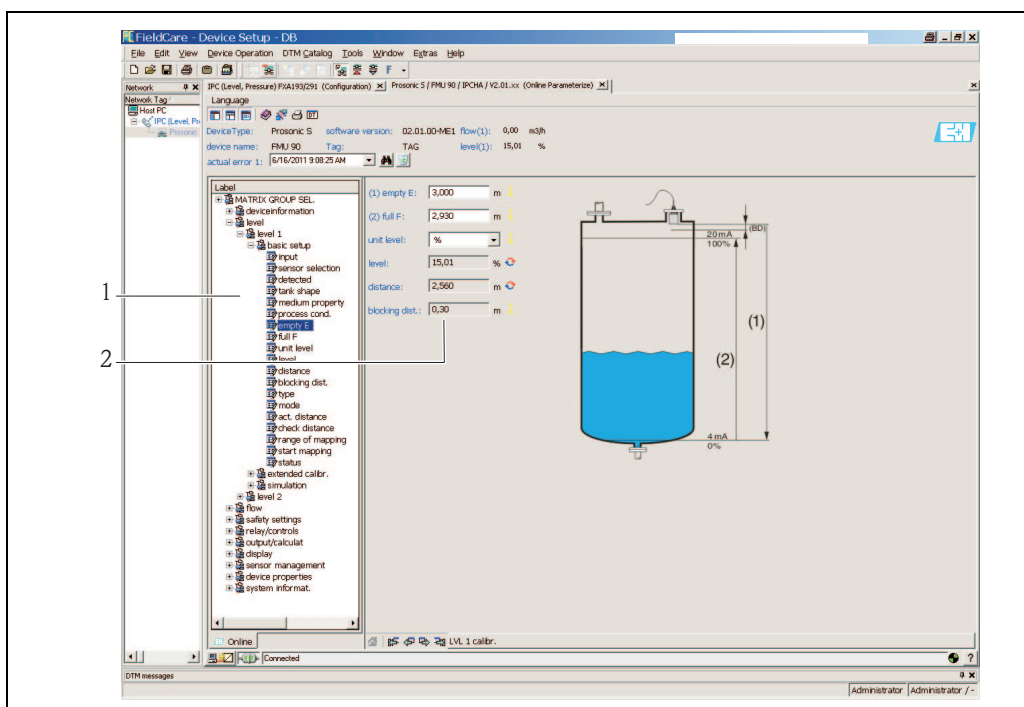 FieldCare - Device Setup - DB
File Edit View Device Operation DTM Catalog Tools Window Extras Help
F
Network
IPC (Level, Pressure) FXA193/291 (Configuration) Prosonic S / FMU 90 / IPCHA / V2.01.xx (Online Parameterize)
Network Tag
Language
Host PC
IPC (Level, Pr
Prosonic
DeviceType: Prosonic S software version: 02.01.00-ME1 flow(1): 0,00 m3/h
device name: FMU 90 Tag: TAG level(1): 15,01 %
actual error 1: 6/16/2011 9:08:25 AM
E+H
Label
MATRIX GROUP SEL.
deviceinformation
level
level 1
basic setup
input
sensor selection
detected
tank shape
medium property
process cond.
empty E
full F
unit level
level
distance
blocking dist.
type
mode
act. distance
check distance
range of mapping
start mapping
status
extended calibr.
simulation
level 2
flow
safety settings
relay/controls
output/calculat
display
sensor management
device properties
system informat.
(1) empty E: 3,000 m
(2) full F: 2,930 m
unit level: %
level: 15,01 %
distance: 2,560 m
blocking dist.: 0,30 m
(BD)
20 mA
100%
(1)
(2)
4 mA
0%
1
2
Online
LVL 1 calibr.
Connected
DTM messages
Administrator Administrator / -